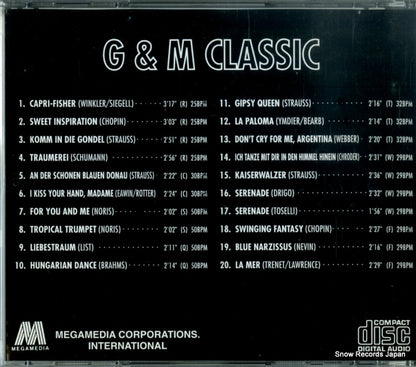 G & M CLASSIC
1. CAPRI-FISHER (WINKLER/SIEGELL) 3'17" (R) 25BPM
2. SWEET INSPIRATION (CHOPIN) 3'03" (R) 25BPM
3. KOMM IN DIE GONDEL (STRAUSS) 2'51" (R) 25BPM
4. TRAUMEREI (SCHUMANN) 2'56" (R) 25BPM
5. AN DER SCHONEN BLAUEN DONAU (STRAUSS) 2'22" (C) 30BPM
6. I KISS YOUR HAND, MADAME (EAWIN/ROTTER) 2'24" (C) 30BPM
7. FOR YOU AND ME (NORIS) 2'02" (S) 50BPM
8. TROPICAL TRUMPET (NORIS) 2'02" (S) 50BPM
9. LIEBESTRAUM (LIST) 2'11" (Q) 50BPM
10. HUNGARIAN DANCE (BRAHMS) 2'14" (Q) 50BPM
11. GIPSY QUEEN (STRAUSS) 2'16" (T) 32BPM
12. LA PALOMA (YMDIER/BEARB) 2'14" (T) 32BPM
13. DON'T CRY FOR ME, ARGENTINA (WEBBER) 2'20" (T) 32BPM
14. ICH TANZE MIT DIR IN DEN HIMMEL HINEIN (CHRODER) 2'31" (W) 29BPM
15. KAISERWALZER (STRAUSS) 2'31" (W) 29BPM
16. SERENADE (DRIGO) 2'32" (W) 29BPM
17. SERENADE (TOSELLI) 1'56" (W) 29BPM
18. SWINGING FANTASY (CHOPIN) 2'27" (F) 29BPM
19. BLUE NARZISSUS (NEVIN) 2'16" (F) 29BPM
20. LA MER (TRENET/LAWRENCE) 2'29" (F) 29BPM
MEGAMEDIA
MEGAMEDIA CORPORATIONS.
INTERNATIONAL
COMPACT
disc
DIGITAL AUDIO
Snow Records Japan